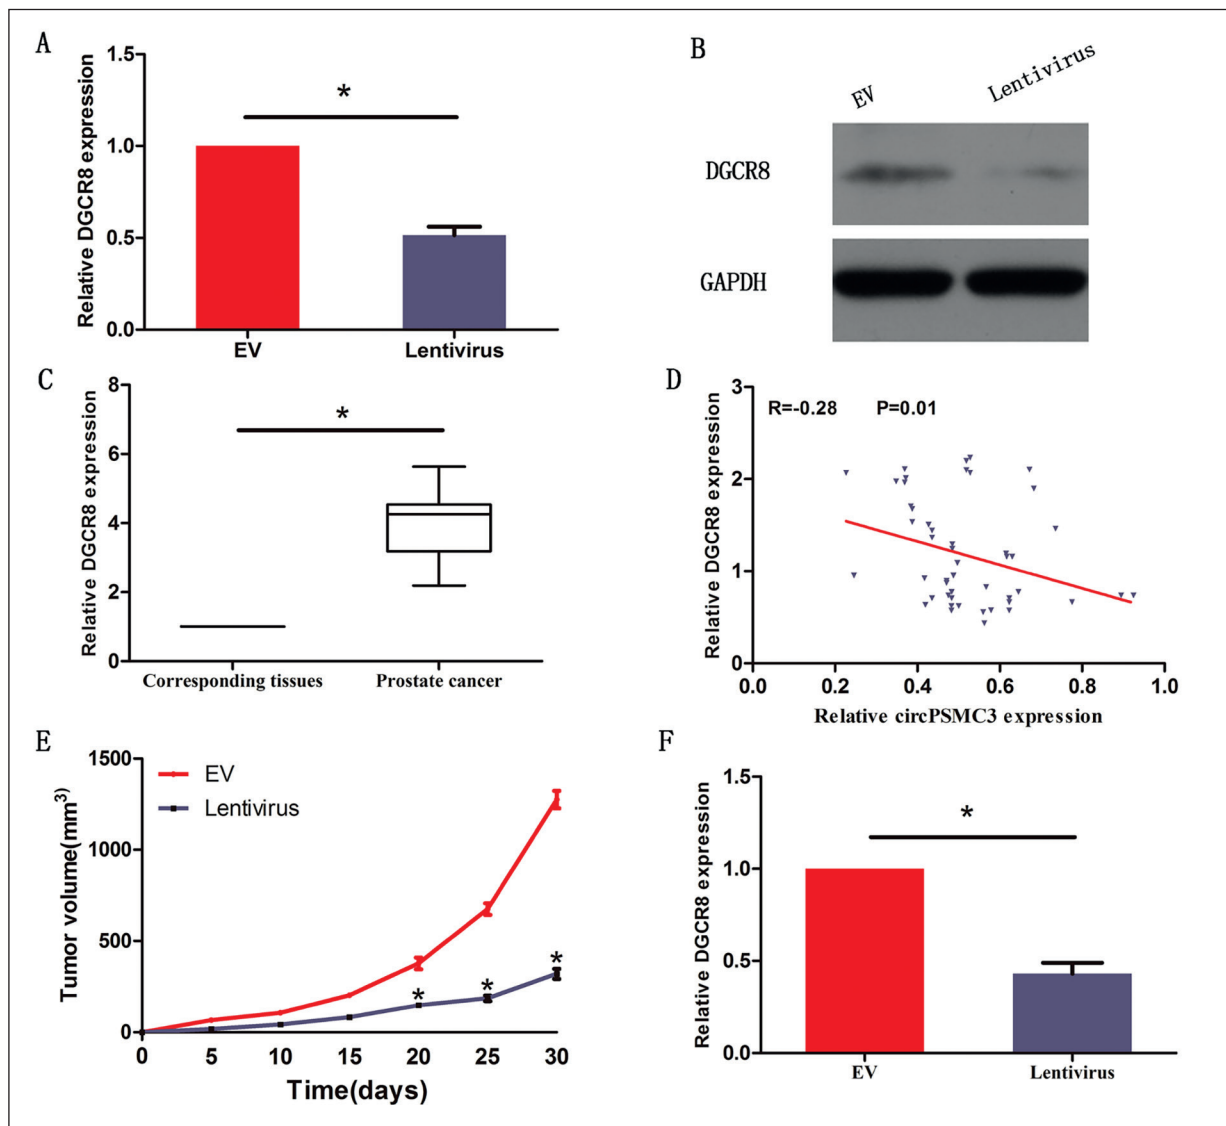 A
Relative DGCR8 expression
1.5
1.0
0.5
0.0
*
EV
Lentivirus
B
EV
Lentivirus
DGCR8
GAPDH
C
Relative DGCR8 expression
8
6
4
2
0
*
Corresponding tissues
Prostate cancer
D
Relative DGCR8 expression
3
2
1
0
R=-0.28
P=0.01
0.0
0.2
0.4
0.6
0.8
1.0
Relative circPSMC3 expression
E
Tumor volume(mm3)
1500
1000
500
0
EV
Lentivirus
*
*
*
0
5
10
15
20
25
30
Time(days)
F
Relative DGCR8 expression
1.5
1.0
0.5
0.0
*
EV
Lentivirus